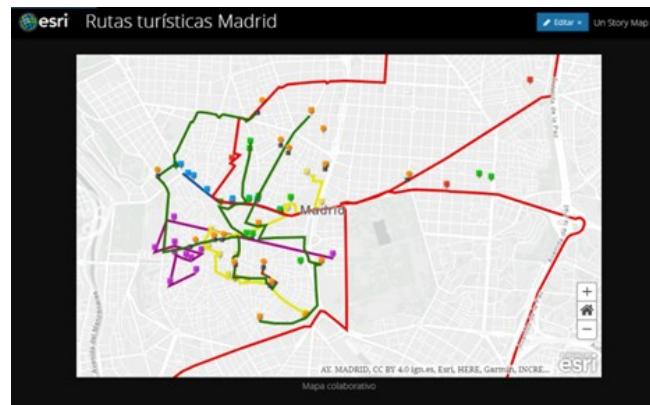 esri Rutas turísticas Madrid
Editar × Un Story Map
Madrid
+
−
AY. MADRID, CC BY 4.0 ign.es, Esri, HERE, Garmin, INCRE...
esri
Mapa colaborativo